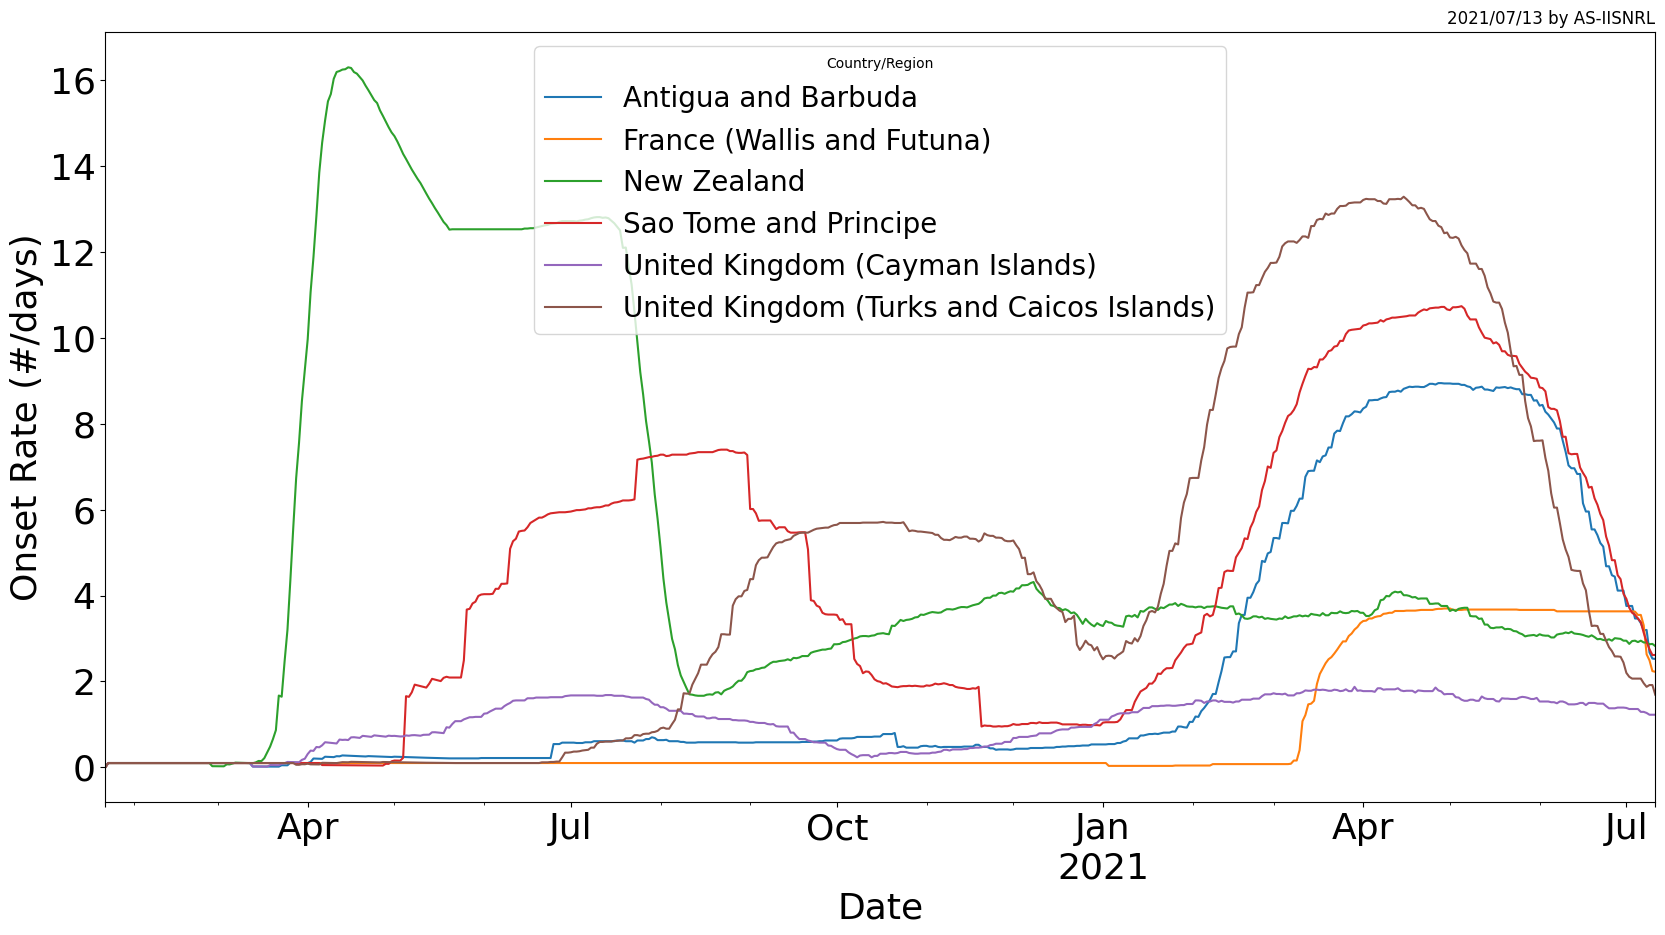 2021/07/13 by AS-IISNRL
Country/Region
Antigua and Barbuda
France (Wallis and Futuna)
New Zealand
Sao Tome and Principe
United Kingdom (Cayman Islands)
United Kingdom (Turks and Caicos Islands)
Onset Rate (#/days)
16
14
12
10
8
6
4
2
0
Apr Jul Oct Jan Apr Jul
2021
Date